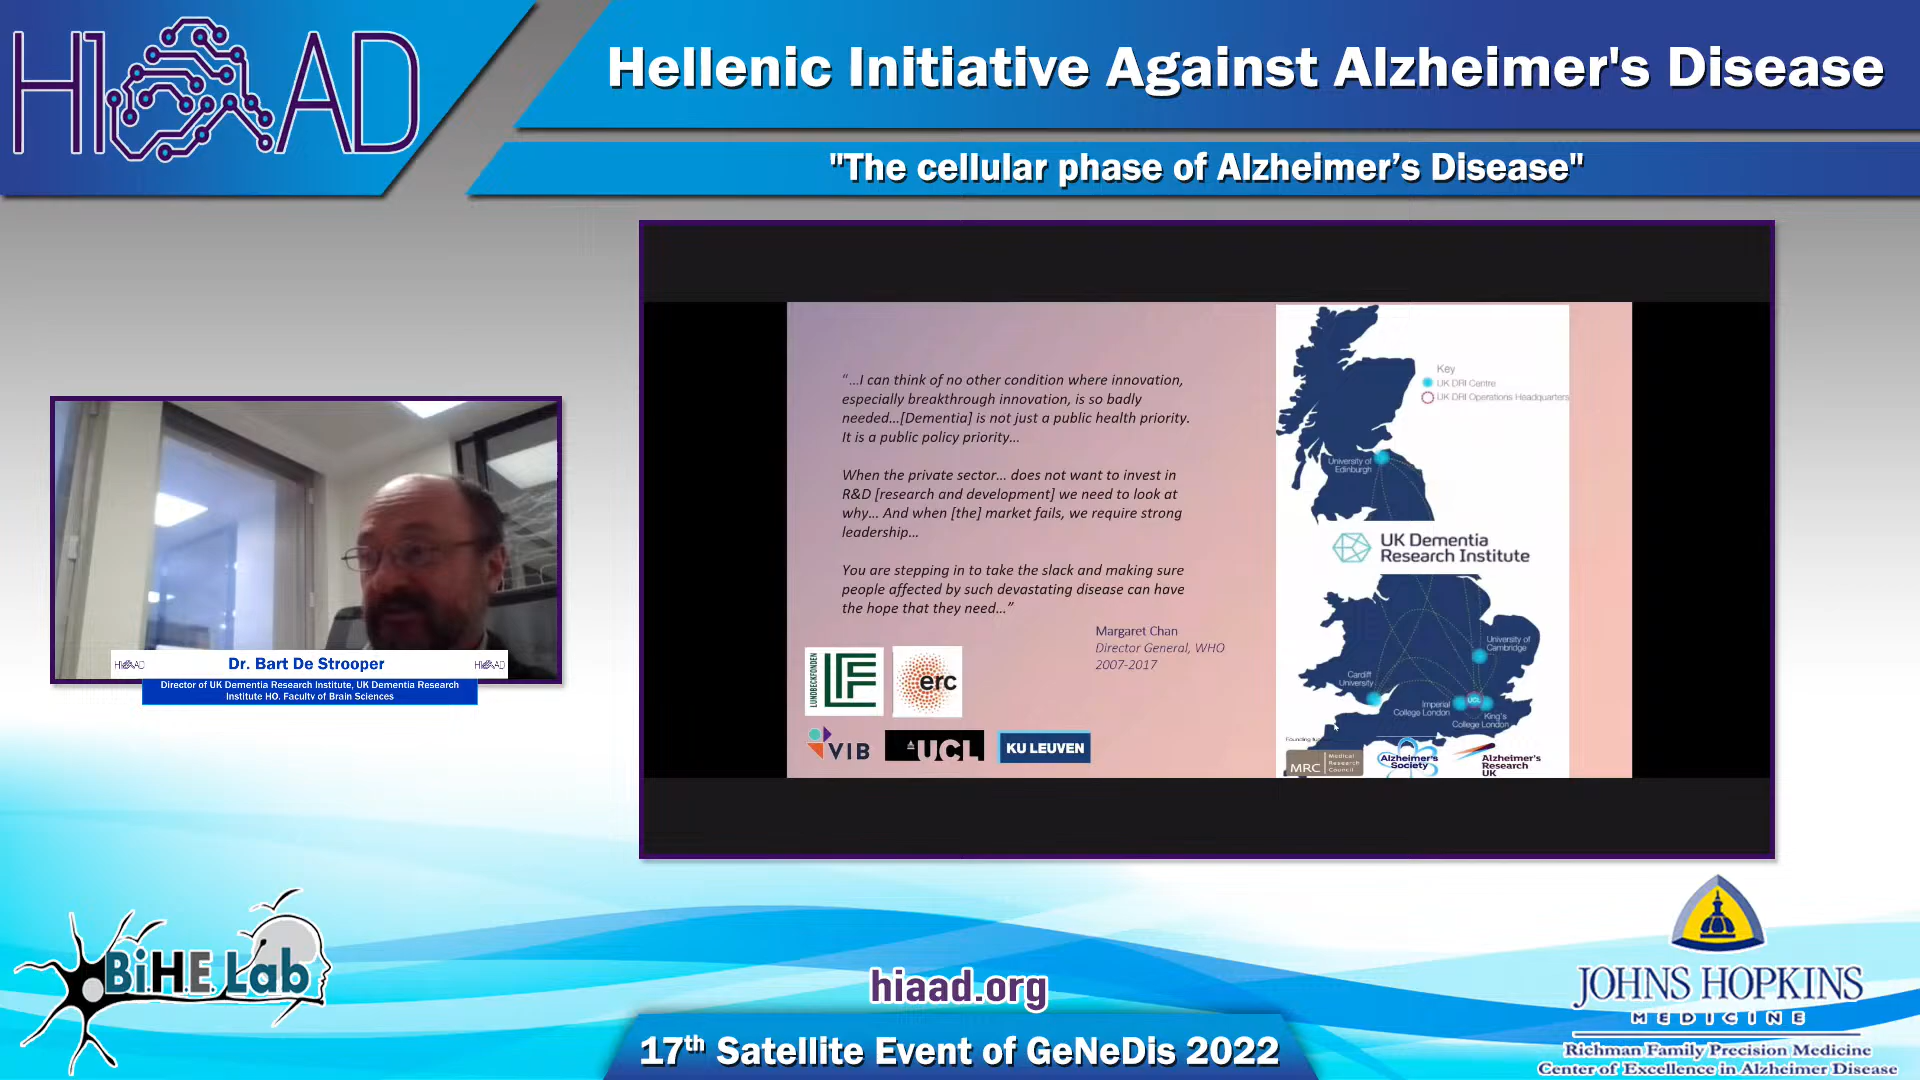 HIAAD
Hellenic Initiative Against Alzheimer's Disease
"The cellular phase of Alzheimer’s Disease"
“...I can think of no other condition where innovation,
especially breakthrough innovation, is so badly
needed...[Dementia] is not just a public health priority.
It is a public policy priority...
When the private sector... does not want to invest in
R&D [research and development] we need to look at
why... And when [the] market fails, we require strong
leadership...
You are stepping in to take the slack and making sure
people affected by such devastating disease can have
the hope that they need...”
Margaret Chan
Director General, WHO
2007-2017
LUNDBECKFONDEN
erc
VIB
UCL
KU LEUVEN
Key
UK DRI Centre
UK DRI Operations Headquarters
University of
Edinburgh
UK Dementia
Research Institute
University of
Cambridge
Cardiff
University
Imperial
College London
UCL
King's
College London
MRC
Medical
Research
Council
Alzheimer's
Society
Alzheimer's
Research
UK
HIAAD
Dr. Bart De Strooper
HIAAD
Director of UK Dementia Research Institute, UK Dementia Research
Institute HQ, Faculty of Brain Sciences
BiHE Lab
hiaad.org
17th Satellite Event of GeNeDis 2022
JOHNS HOPKINS
MEDICINE
Richman Family Precision Medicine
Center of Excellence in Alzheimer Disease